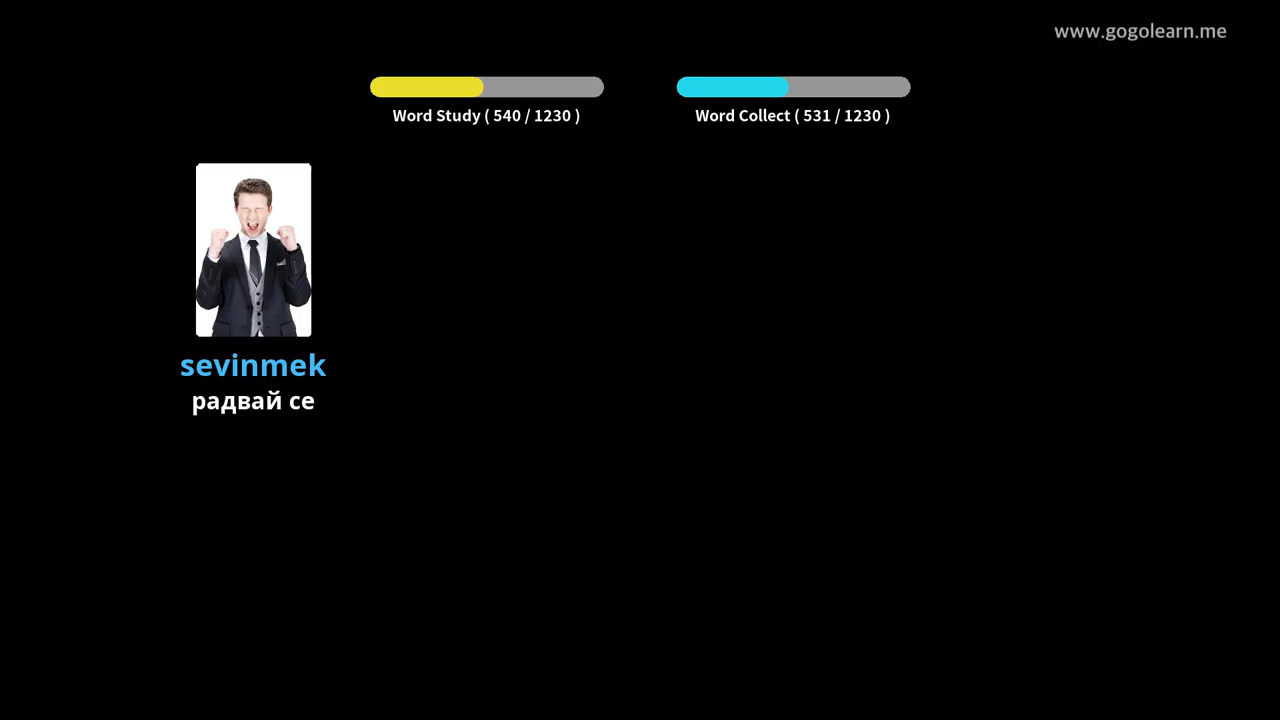 www.gogolearn.me
Word Study ( 540 / 1230 )
Word Collect ( 531 / 1230 )
sevinmek
радвай се